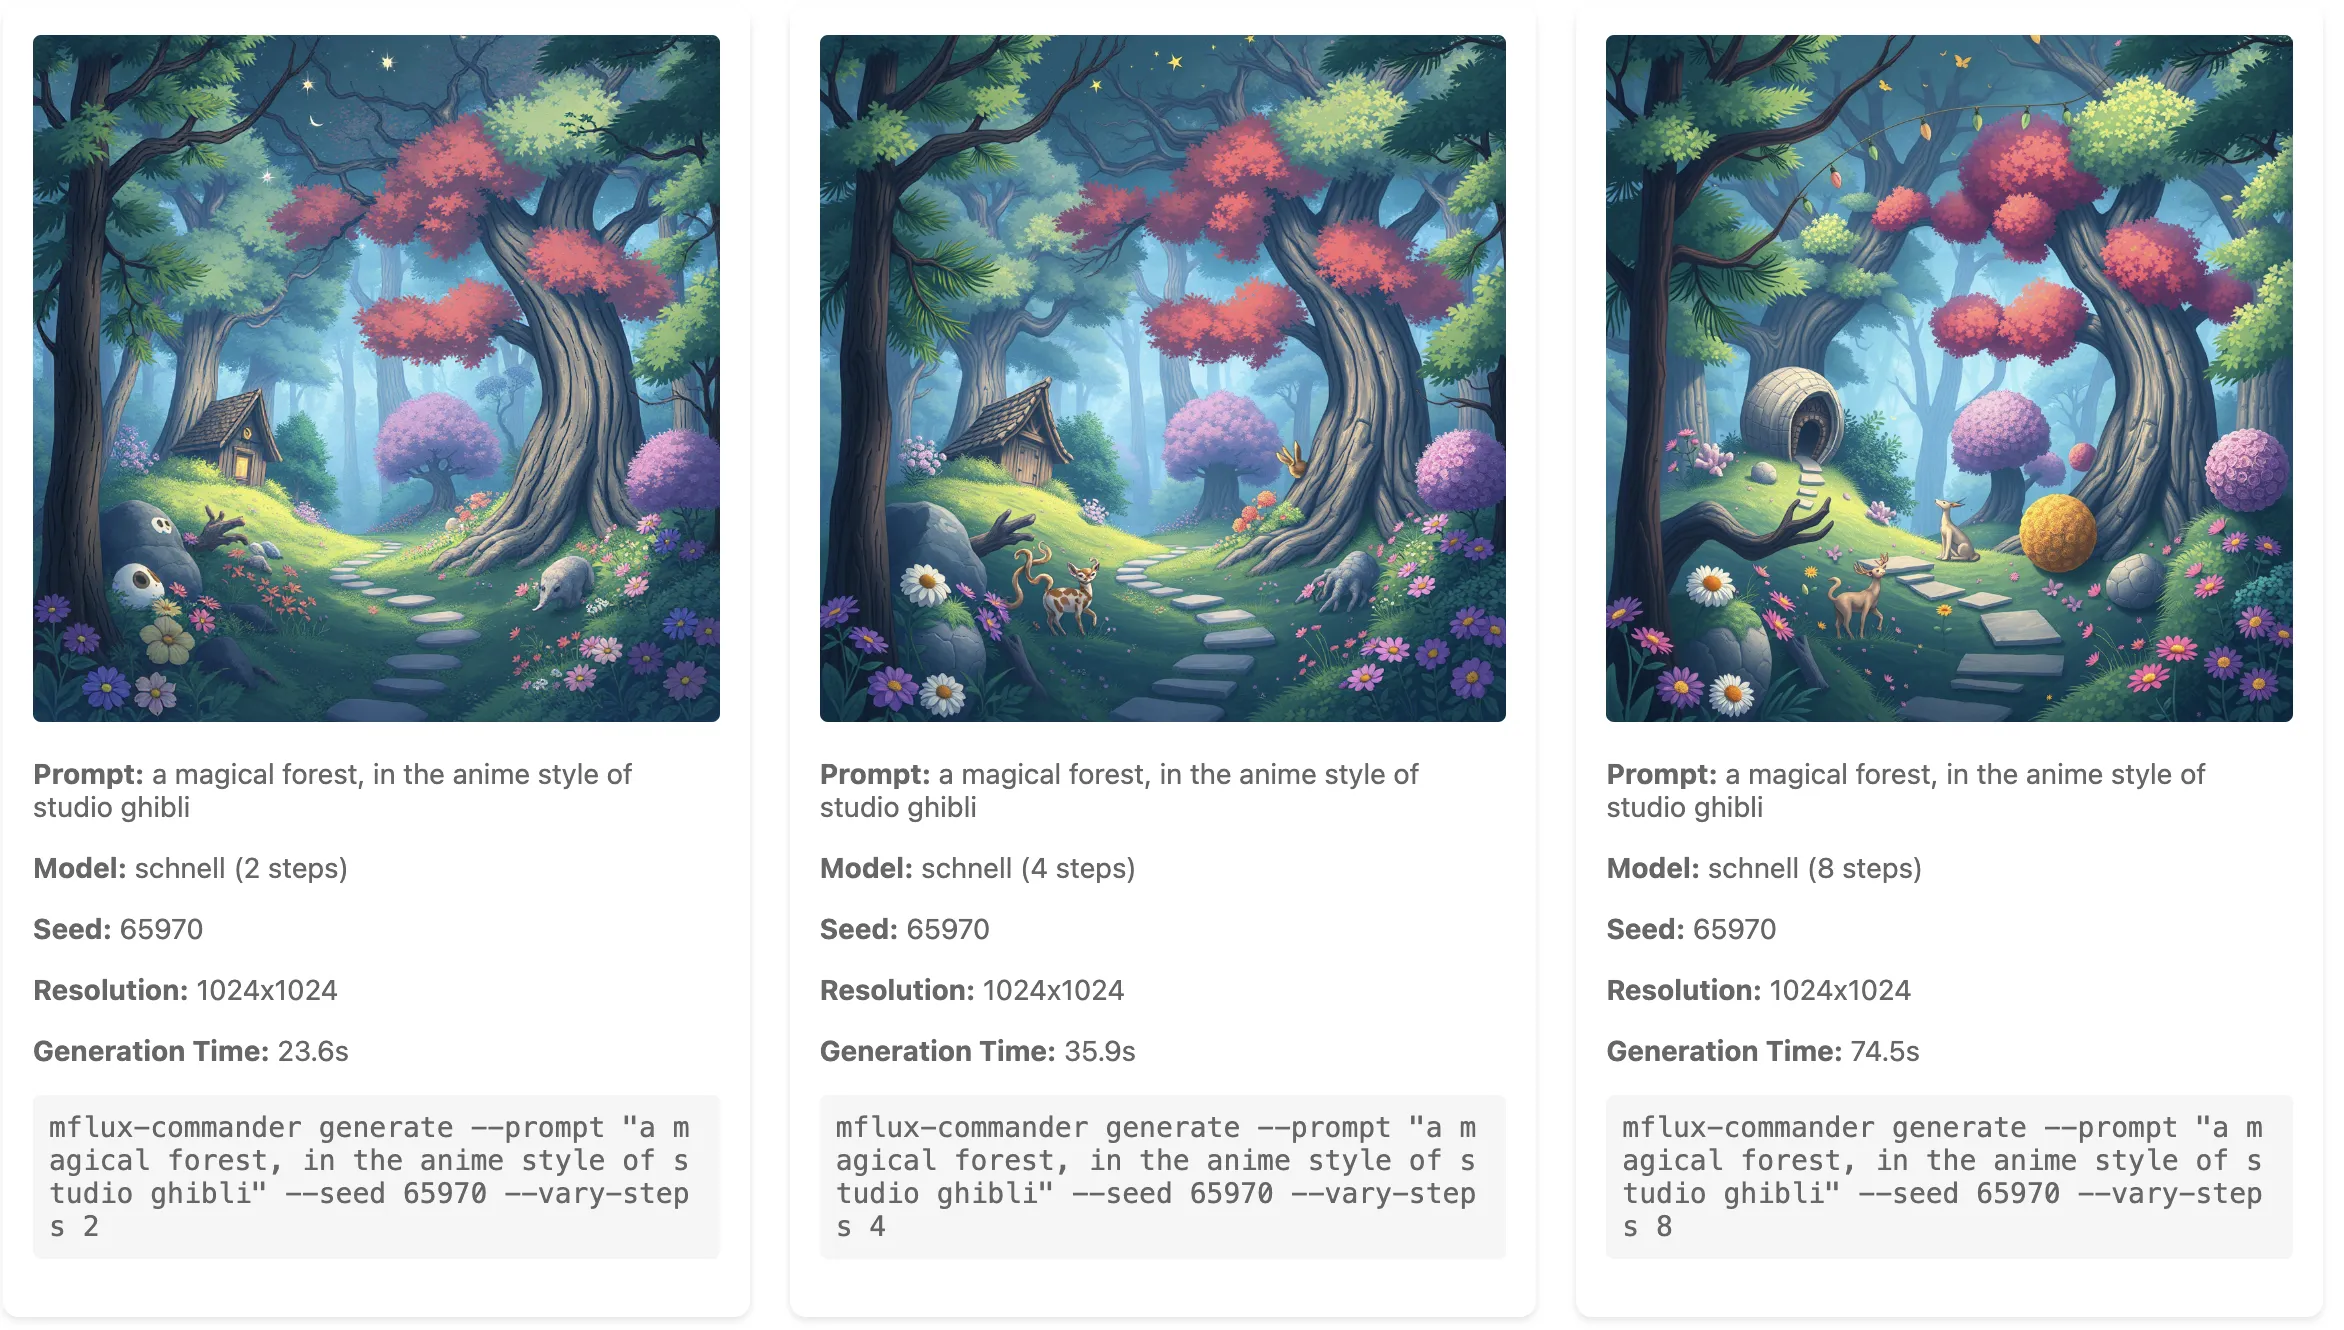 Prompt: a magical forest, in the anime style of
studio ghibli
Model: schnell (2 steps)
Seed: 65970
Resolution: 1024x1024
Generation Time: 23.6s
mflux-commander generate --prompt "a m
agical forest, in the anime style of s
tudio ghibli" --seed 65970 --vary-step
s 2
Prompt: a magical forest, in the anime style of
studio ghibli
Model: schnell (4 steps)
Seed: 65970
Resolution: 1024x1024
Generation Time: 35.9s
mflux-commander generate --prompt "a m
agical forest, in the anime style of s
tudio ghibli" --seed 65970 --vary-step
s 4
Prompt: a magical forest, in the anime style of
studio ghibli
Model: schnell (8 steps)
Seed: 65970
Resolution: 1024x1024
Generation Time: 74.5s
mflux-commander generate --prompt "a m
agical forest, in the anime style of s
tudio ghibli" --seed 65970 --vary-step
s 8